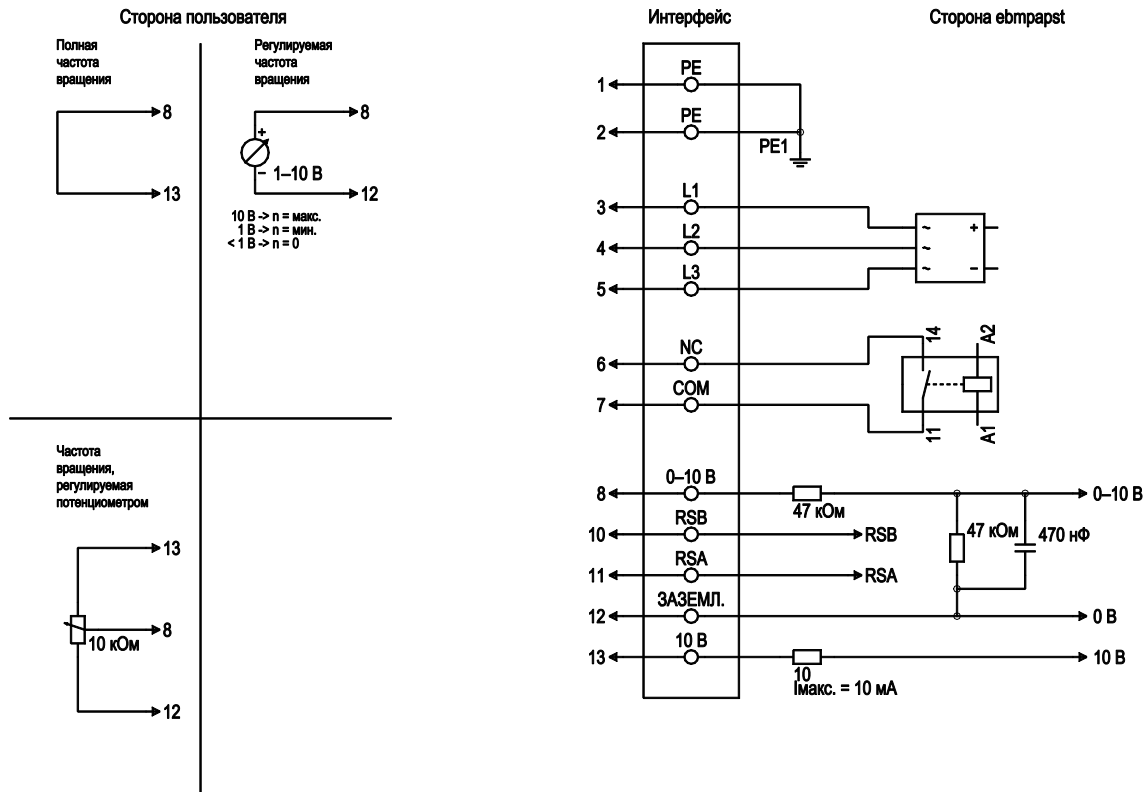 Сторона пользователя
Интерфейс
Сторона ebmpapst
Полная
частота
вращения
8
13
Регулируемая
частота
вращения
8
+
–
1–10 В
12
10 В -> n = макс.
1 В -> n = мин.
< 1 В -> n = 0
Частота
вращения,
регулируемая
потенциометром
13
8
10 кОм
12
1
PE
2
PE
PE1
3
L1
4
L2
5
L3
~
~
~
+
–
6
NC
7
COM
14
A2
11
A1
8
0–10 В
47 кОм
47 кОм
470 нФ
0–10 В
10
RSB
RSB
11
RSA
RSA
12
ЗАЗЕМЛ.
0 В
13
10 В
10
Iмакс. = 10 мА
10 В